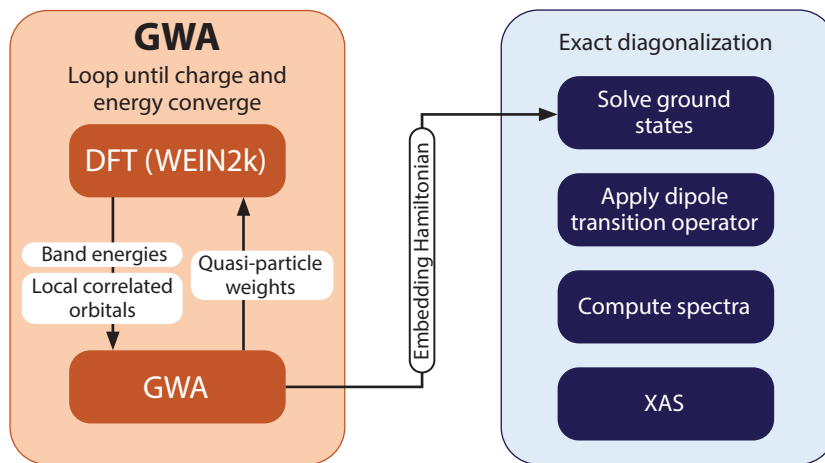 GWA
Loop until charge and
energy converge
DFT (WEIN2k)
Band energies
Local correlated
orbitals
Quasi-particle
weights
GWA
Embedding Hamiltonian
Exact diagonalization
Solve ground
states
Apply dipole
transition operator
Compute spectra
XAS